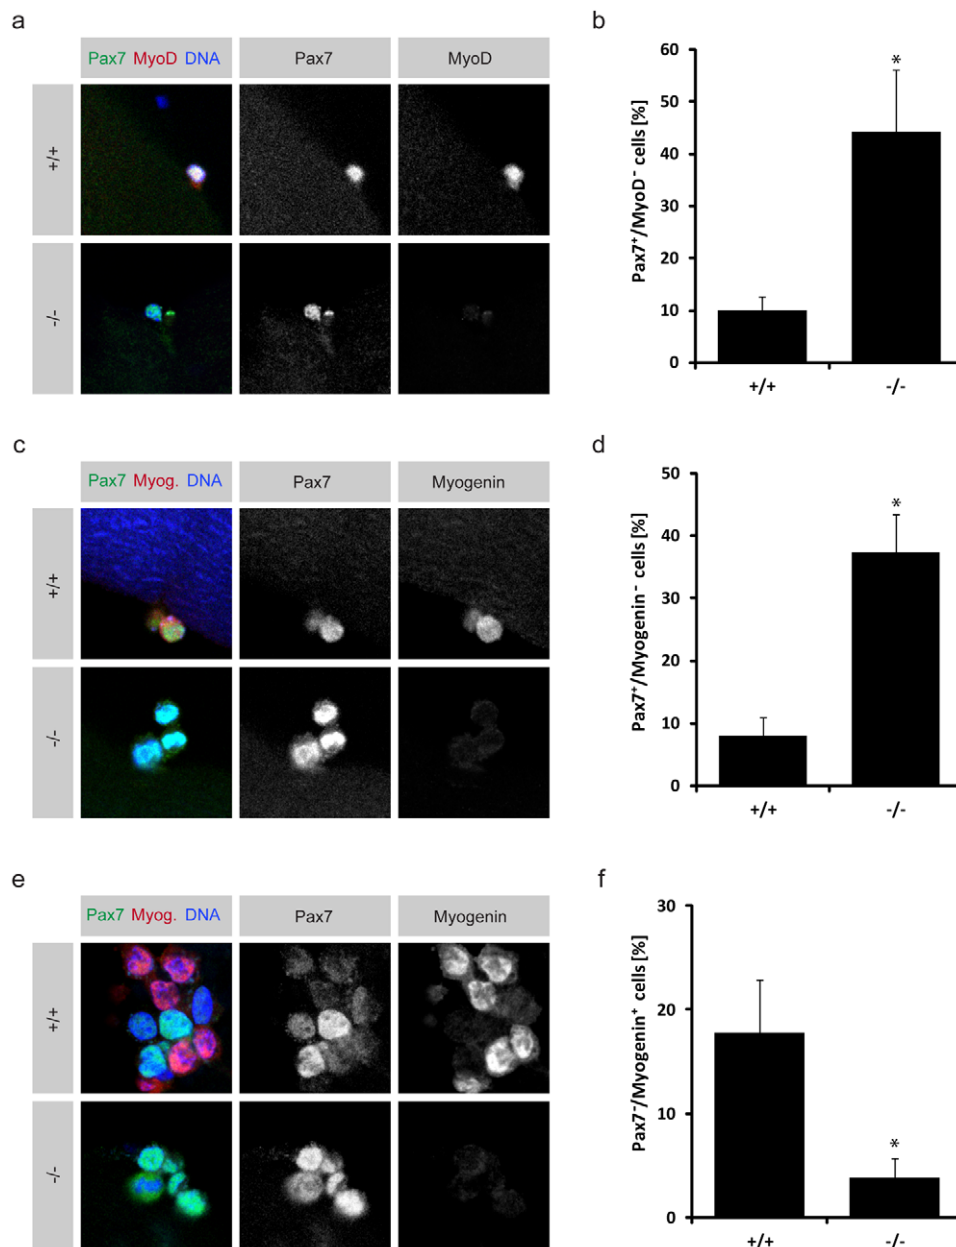 a
Pax7 MyoD DNA
Pax7
MyoD
+/+
-/-
b
Pax7⁺/MyoD⁻ cells [%]
60
50
40
30
20
10
0
*
+/+
-/-
c
Pax7 Myog. DNA
Pax7
Myogenin
+/+
-/-
d
Pax7⁺/Myogenin⁻ cells [%]
50
40
30
20
10
0
*
+/+
-/-
e
Pax7 Myog. DNA
Pax7
Myogenin
+/+
-/-
f
Pax7⁻/Myogenin⁺ cells [%]
30
20
10
0
*
+/+
-/-